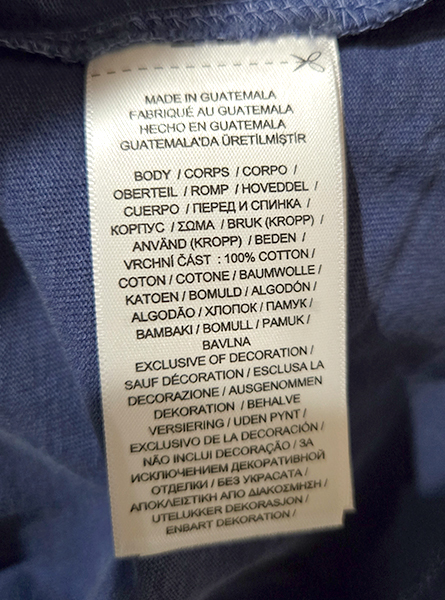 MADE IN GUATEMALA
FABRIQUÉ AU GUATEMALA
HECHO EN GUATEMALA
GUATEMALA'DA ÜRETİLMİŞTİR
BODY / CORPS / CORPO /
OBERTEIL / ROMP / HOVEDDEL /
CUERPO / ПЕРЕД И СПИНКА /
КОРПУС / ΣΩΜΑ / BRUK (KROPP) /
ANVÄND (KROPP) / BEDEN /
VRCHNÍ ČÁST : 100% COTTON /
COTON / COTONE / BAUMWOLLE /
KATOEN / BOMULD / ALGODÓN /
ALGODÃO / ХЛОПОК / ПАМУК /
BAMBAKI / BOMULL / PAMUK /
BAVLNA
EXCLUSIVE OF DECORATION /
SAUF DÉCORATION / ESCLUSA LA
DECORAZIONE / AUSGENOMMEN
DEKORATION / BEHALVE
VERSIERING / UDEN PYNT /
EXCLUSIVO DE LA DECORACIÓN /
NÃO INCLUI DECORAÇÃO / ЗА
ИСКЛЮЧЕНИЕМ ДЕКОРАТИВНОЙ
ОТДЕЛКИ / БЕЗ УКРАСАТА /
ΑΠΟΚΛΕΙΣΤΙΚΗ ΑΠΟ ΔΙΑΚΟΣΜΗΣΗ /
UTELUKKER DEKORASJON /
ENBART DEKORATION /